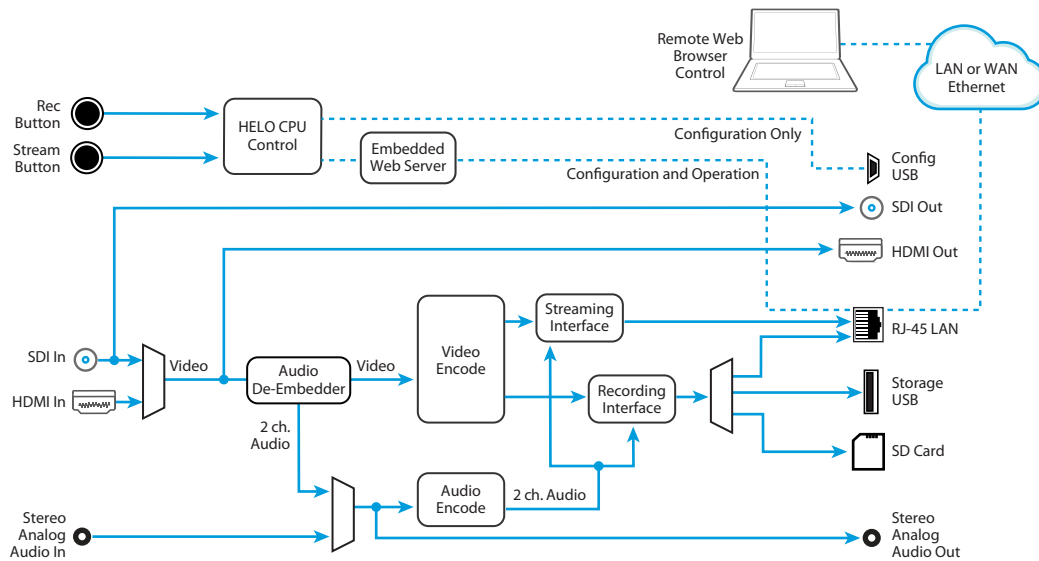 Remote Web
Browser
Control
LAN or WAN
Ethernet
Rec
Button
HELO CPU
Control
Stream
Button
Embedded
Web Server
Configuration Only
Configuration and Operation
Config
USB
SDI Out
HDMI Out
Streaming
Interface
RJ-45 LAN
SDI In
Video
Audio
De-Embedder
Video
Video
Encode
HDMI In
Recording
Interface
Storage
USB
2 ch.
Audio
SD Card
Audio
Encode
2 ch. Audio
Stereo
Analog
Audio In
Stereo
Analog
Audio Out